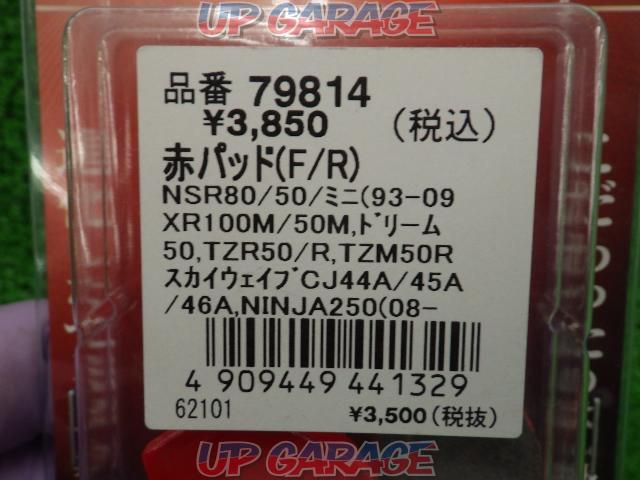 UP GARAGE
品番 79814
¥3,850 (税込)
赤パッド(F/R)
NSR80/50/ミニ(93-09
XR100M/50M,ドリーム
50,TZR50/R,TZM50R
スカイウェイブCJ44A/45A
/46A,NINJA250(08-
4 909449 441329
62101 ¥3,500(税抜)
UP GARAGE